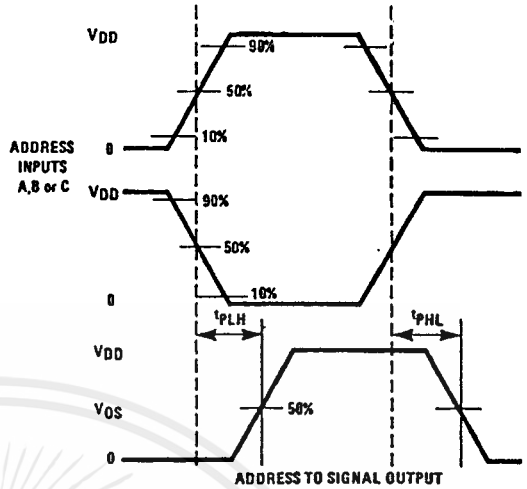 VDD
90%
50%
10%
0
ADDRESS
INPUTS
A,B or C
VDD
90%
50%
10%
0
tPLH
tPHL
VDD
VOS
50%
0
ADDRESS TO SIGNAL OUTPUT